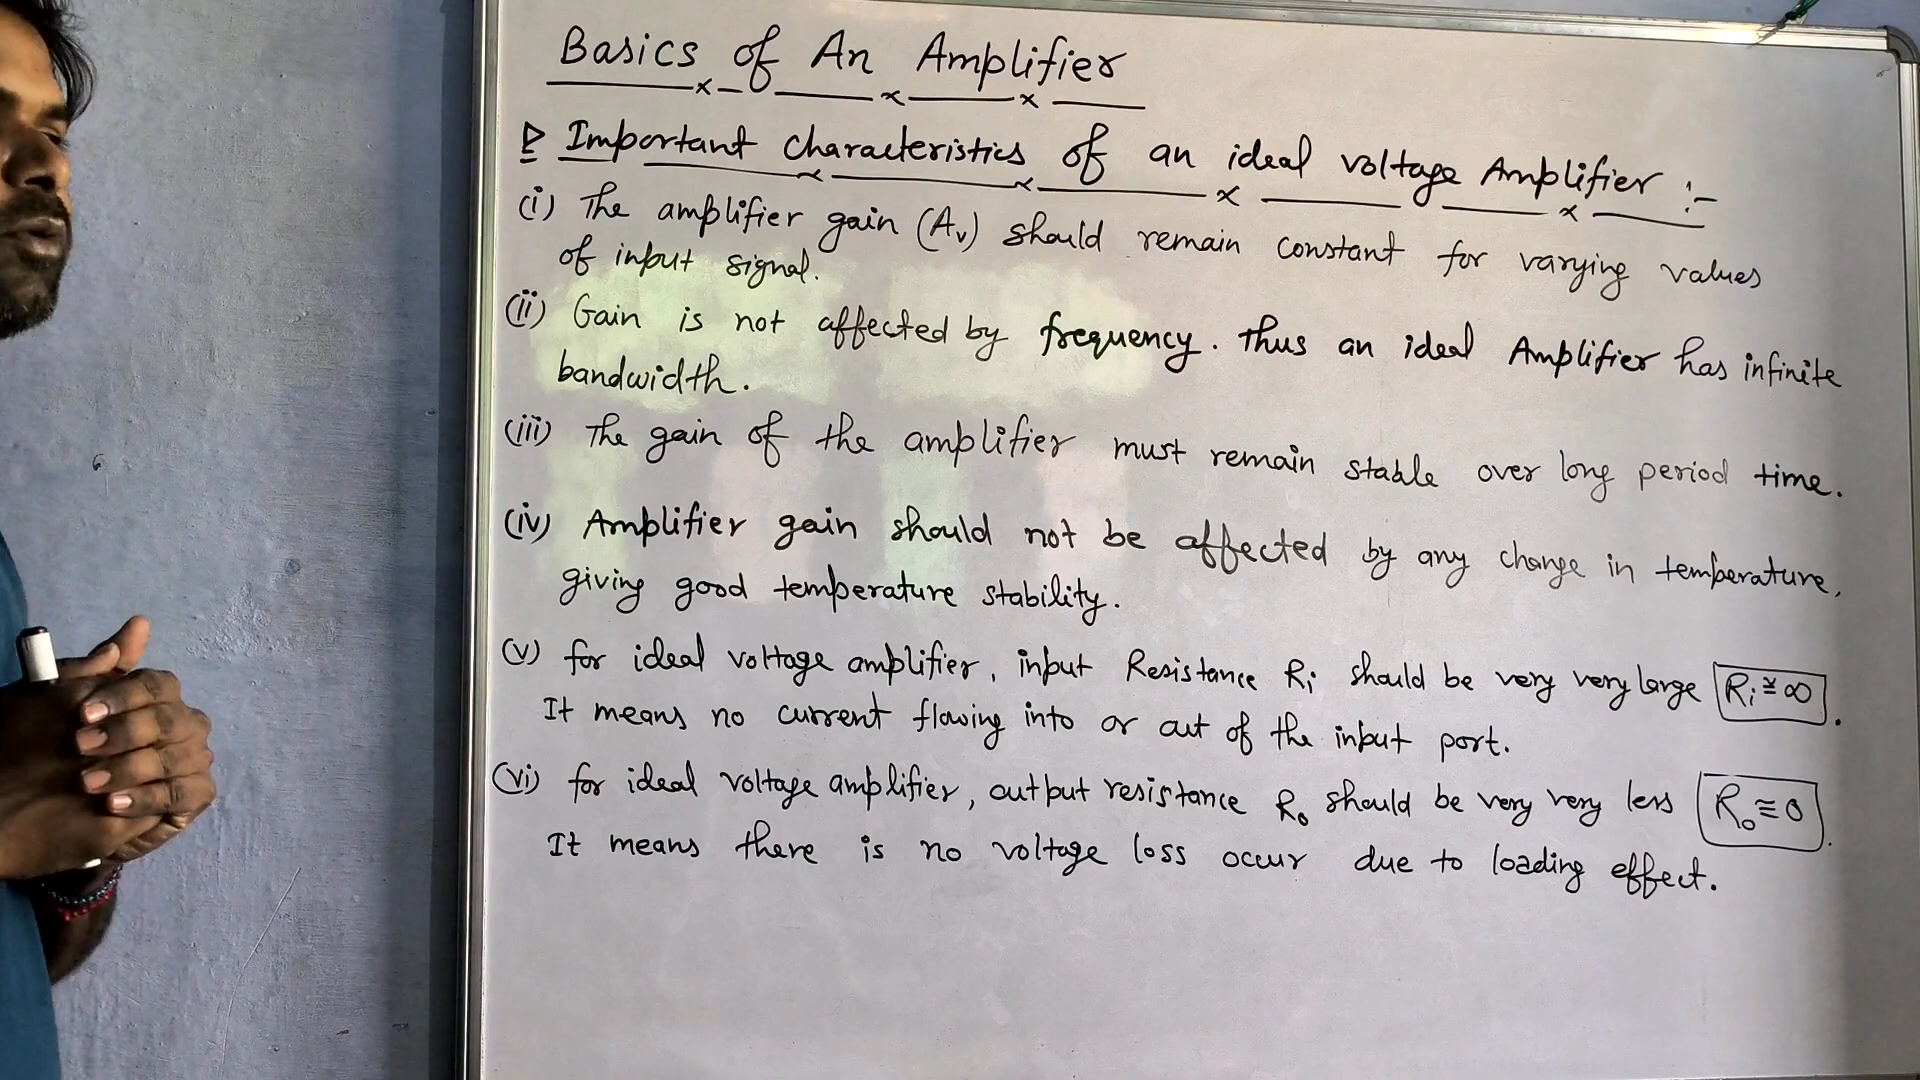 Basics of An Amplifier
Important characteristics of an ideal voltage Amplifier :-
(i) The amplifier gain (Av) should remain constant for varying values
of input signal.
(ii) Gain is not affected by frequency. Thus an ideal Amplifier has infinite
bandwidth.
(iii) The gain of the amplifier must remain stable over long period time.
(iv) Amplifier gain should not be affected by any change in temperature,
giving good temperature stability.
(v) for ideal voltage amplifier, input Resistance Ri should be very very large Ri ≅ ∞.
It means no current flowing into or out of the input port.
(vi) for ideal voltage amplifier, output resistance Ro should be very very less Ro ≅ 0.
It means there is no voltage loss occur due to loading effect.